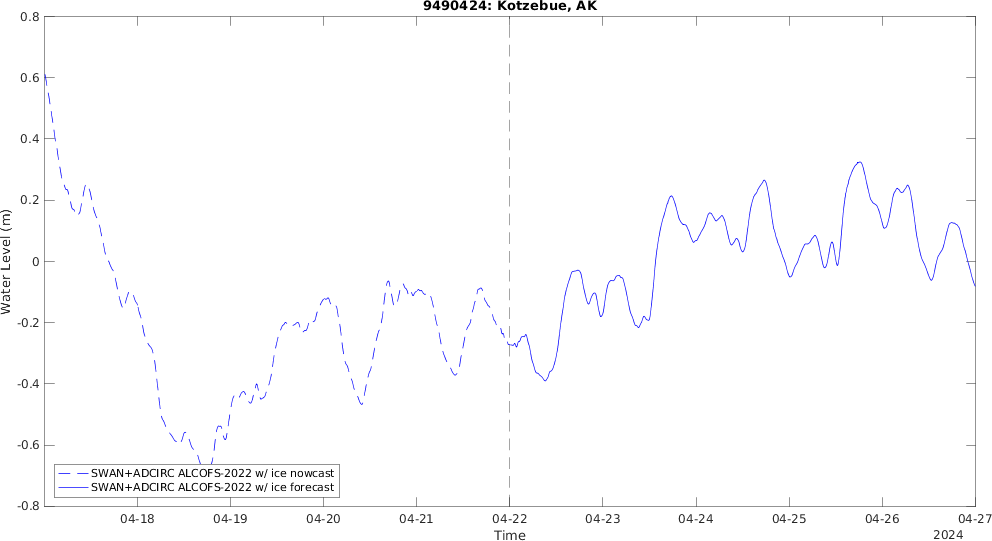 9490424: Kotzebue, AK
0.8
0.6
0.4
0.2
0
-0.2
-0.4
-0.6
-0.8
Water Level (m)
SWAN+ADCIRC ALCOFS-2022 w/ ice nowcast
SWAN+ADCIRC ALCOFS-2022 w/ ice forecast
04-18 04-19 04-20 04-21 04-22 04-23 04-24 04-25 04-26 04-27
Time
2024